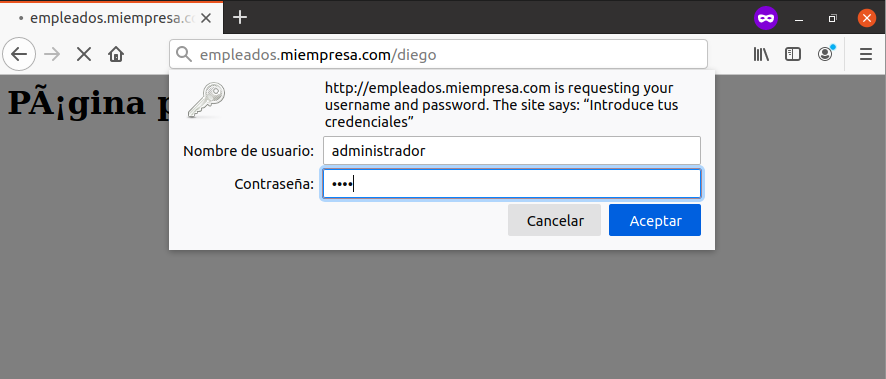 empleados.miempresa.c
empleados.miempresa.com/diego
PÃ¡gina p
http://empleados.miempresa.com is requesting your
username and password. The site says: “Introduce tus
credenciales”
Nombre de usuario: administrador
Contraseña: ••••
Cancelar Aceptar